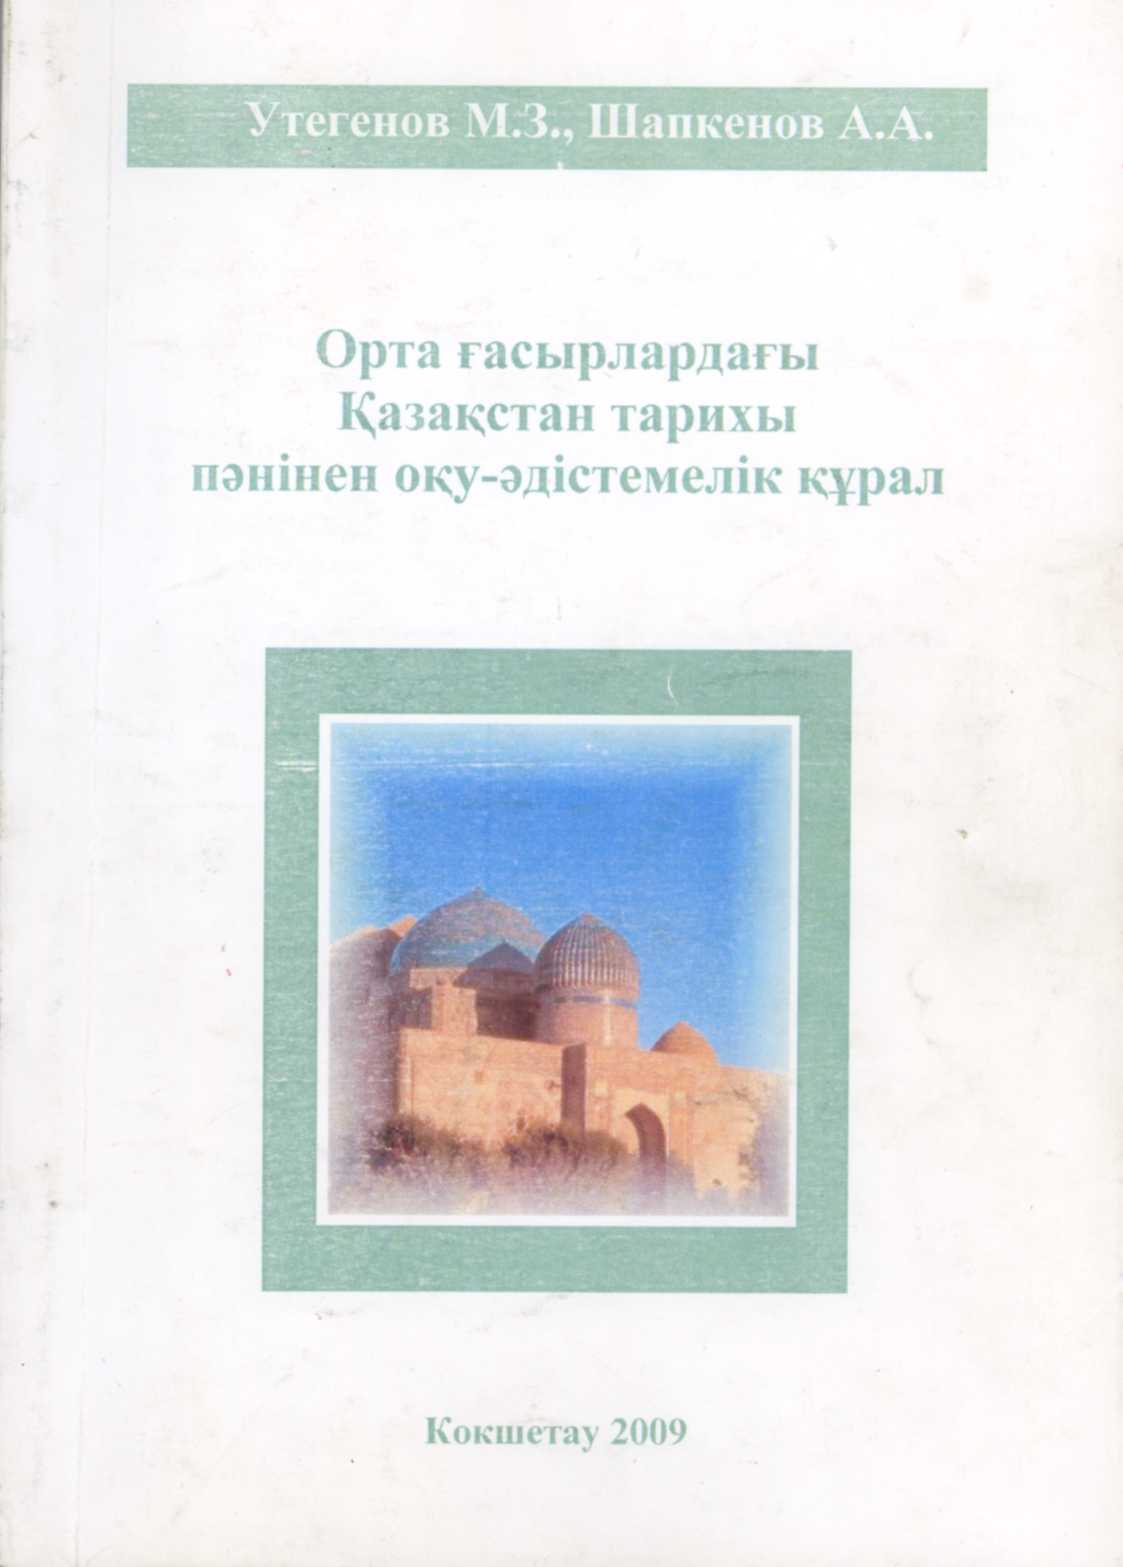 Утегенов М.З., Шапкенов А.А.
Орта ғасырлардағы
Қазақстан тарихы
пәнінен оқу-әдістемелік құрал
Кокшетау 2009